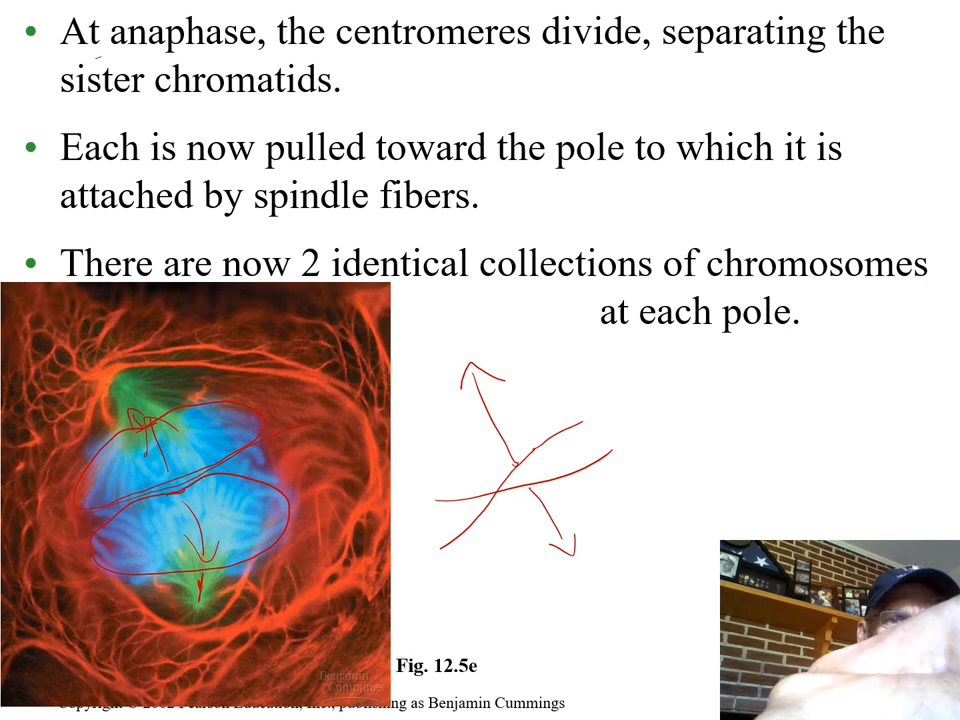 • At anaphase, the centromeres divide, separating the
sister chromatids.
• Each is now pulled toward the pole to which it is
attached by spindle fibers.
• There are now 2 identical collections of chromosomes
at each pole.
Fig. 12.5e
Benjamin
Cummings
Copyright © 2002 Pearson Education, Inc., publishing as Benjamin Cummings